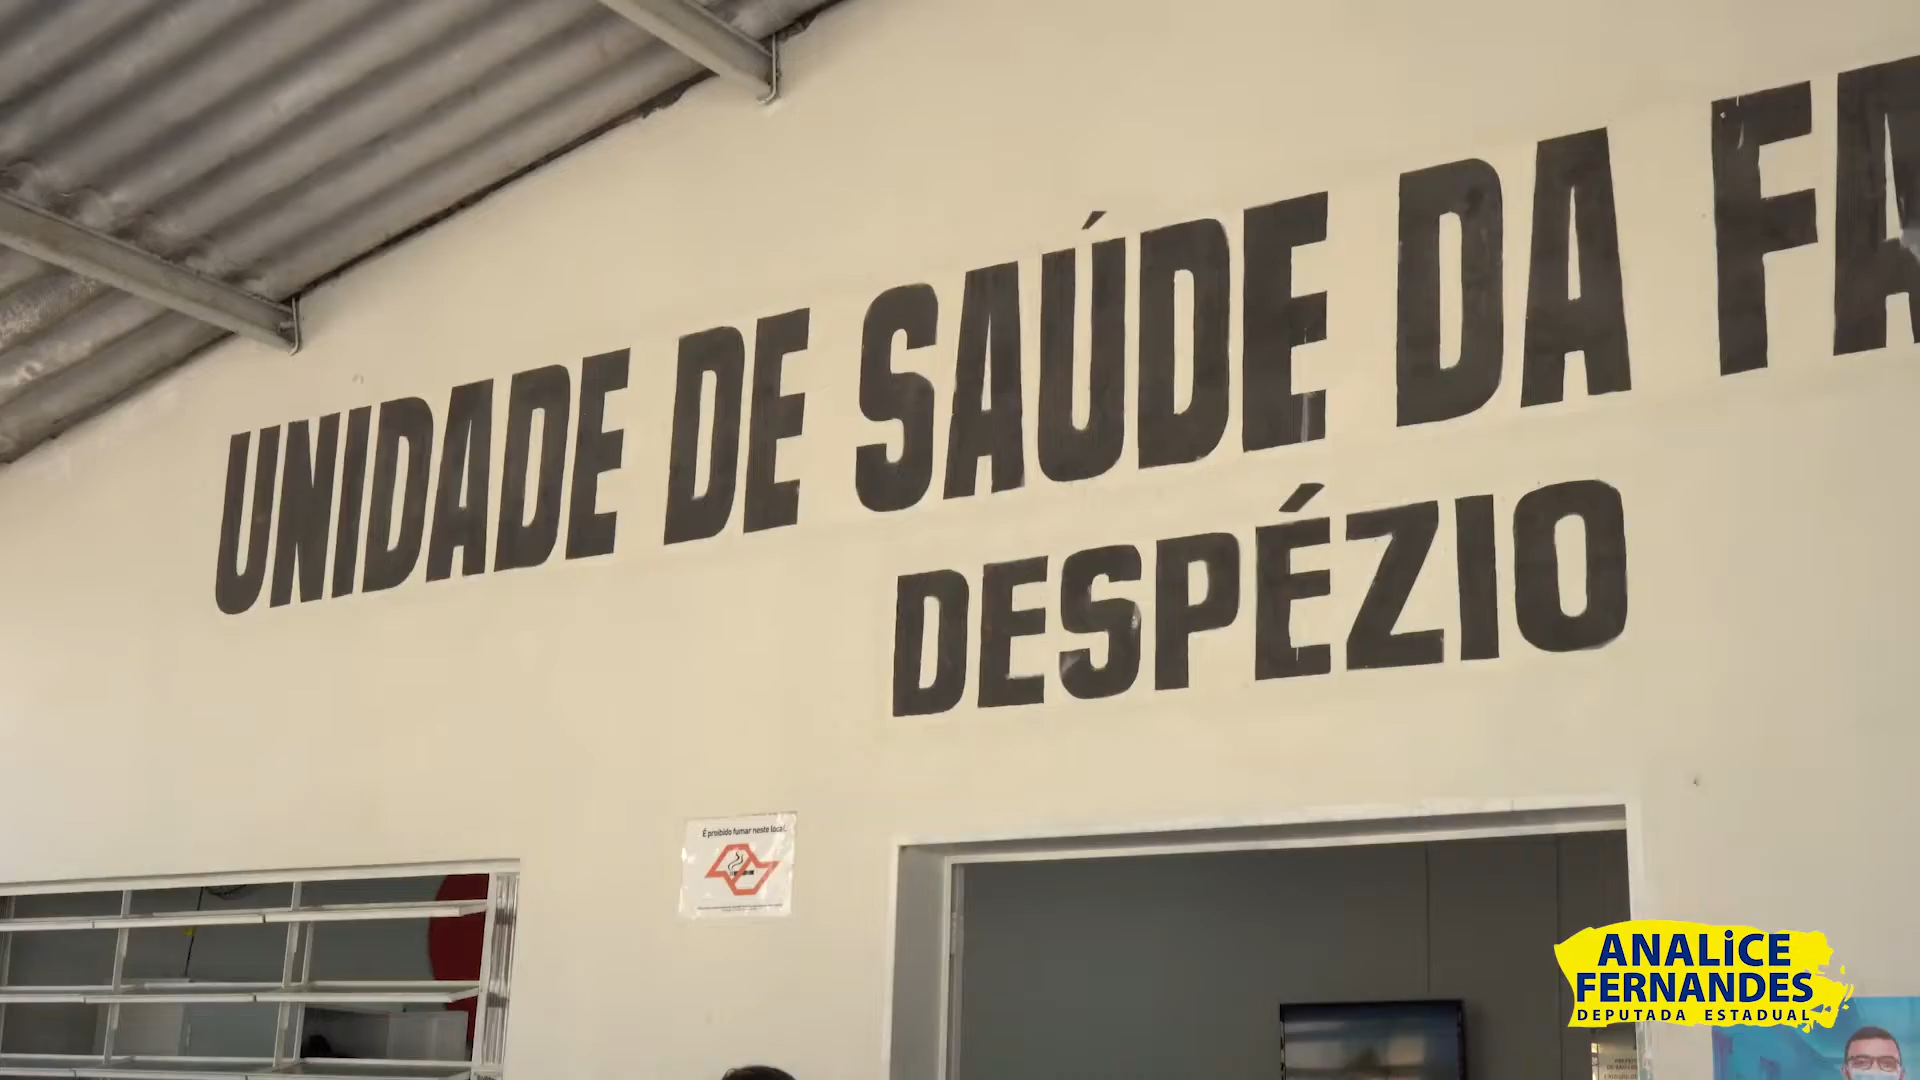 UNIDADE DE SAÚDE DA FA
DESPÉZIO
É proibido fumar neste local.
ANALiCE
FERNANDES
DEPUTADA ESTADUAL